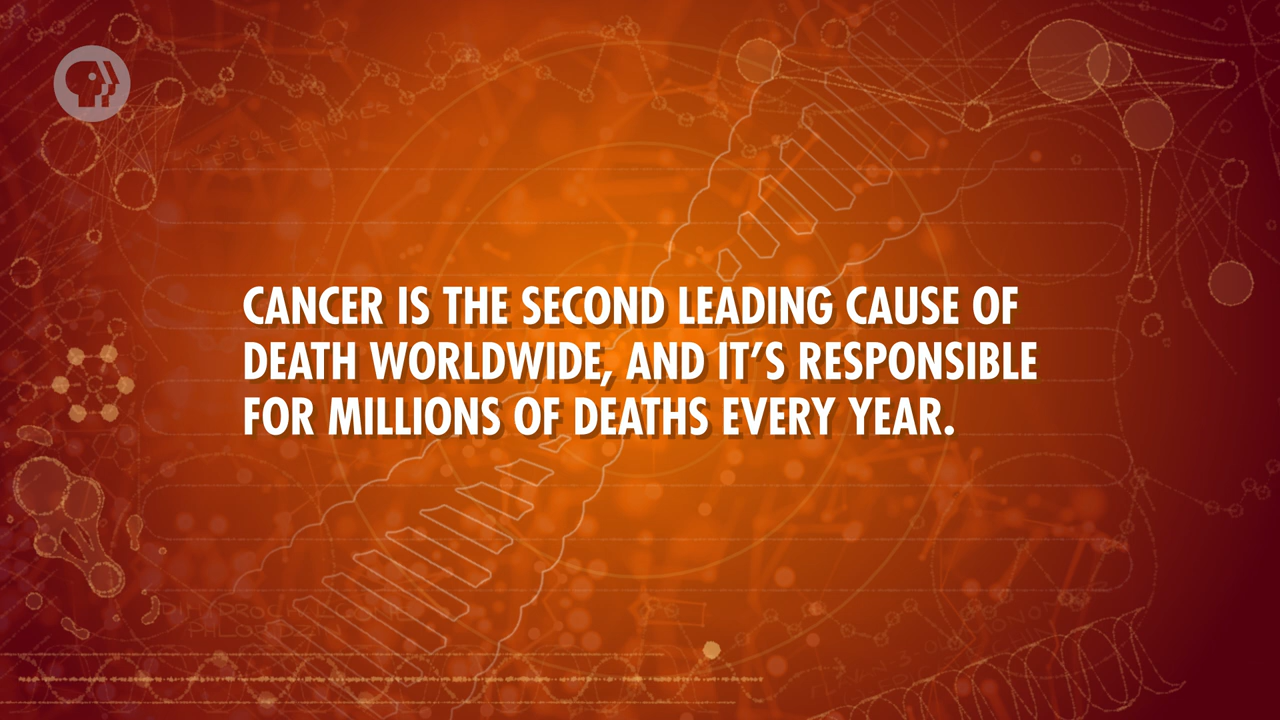 CANCER IS THE SECOND LEADING CAUSE OF
DEATH WORLDWIDE, AND IT'S RESPONSIBLE
FOR MILLIONS OF DEATHS EVERY YEAR.